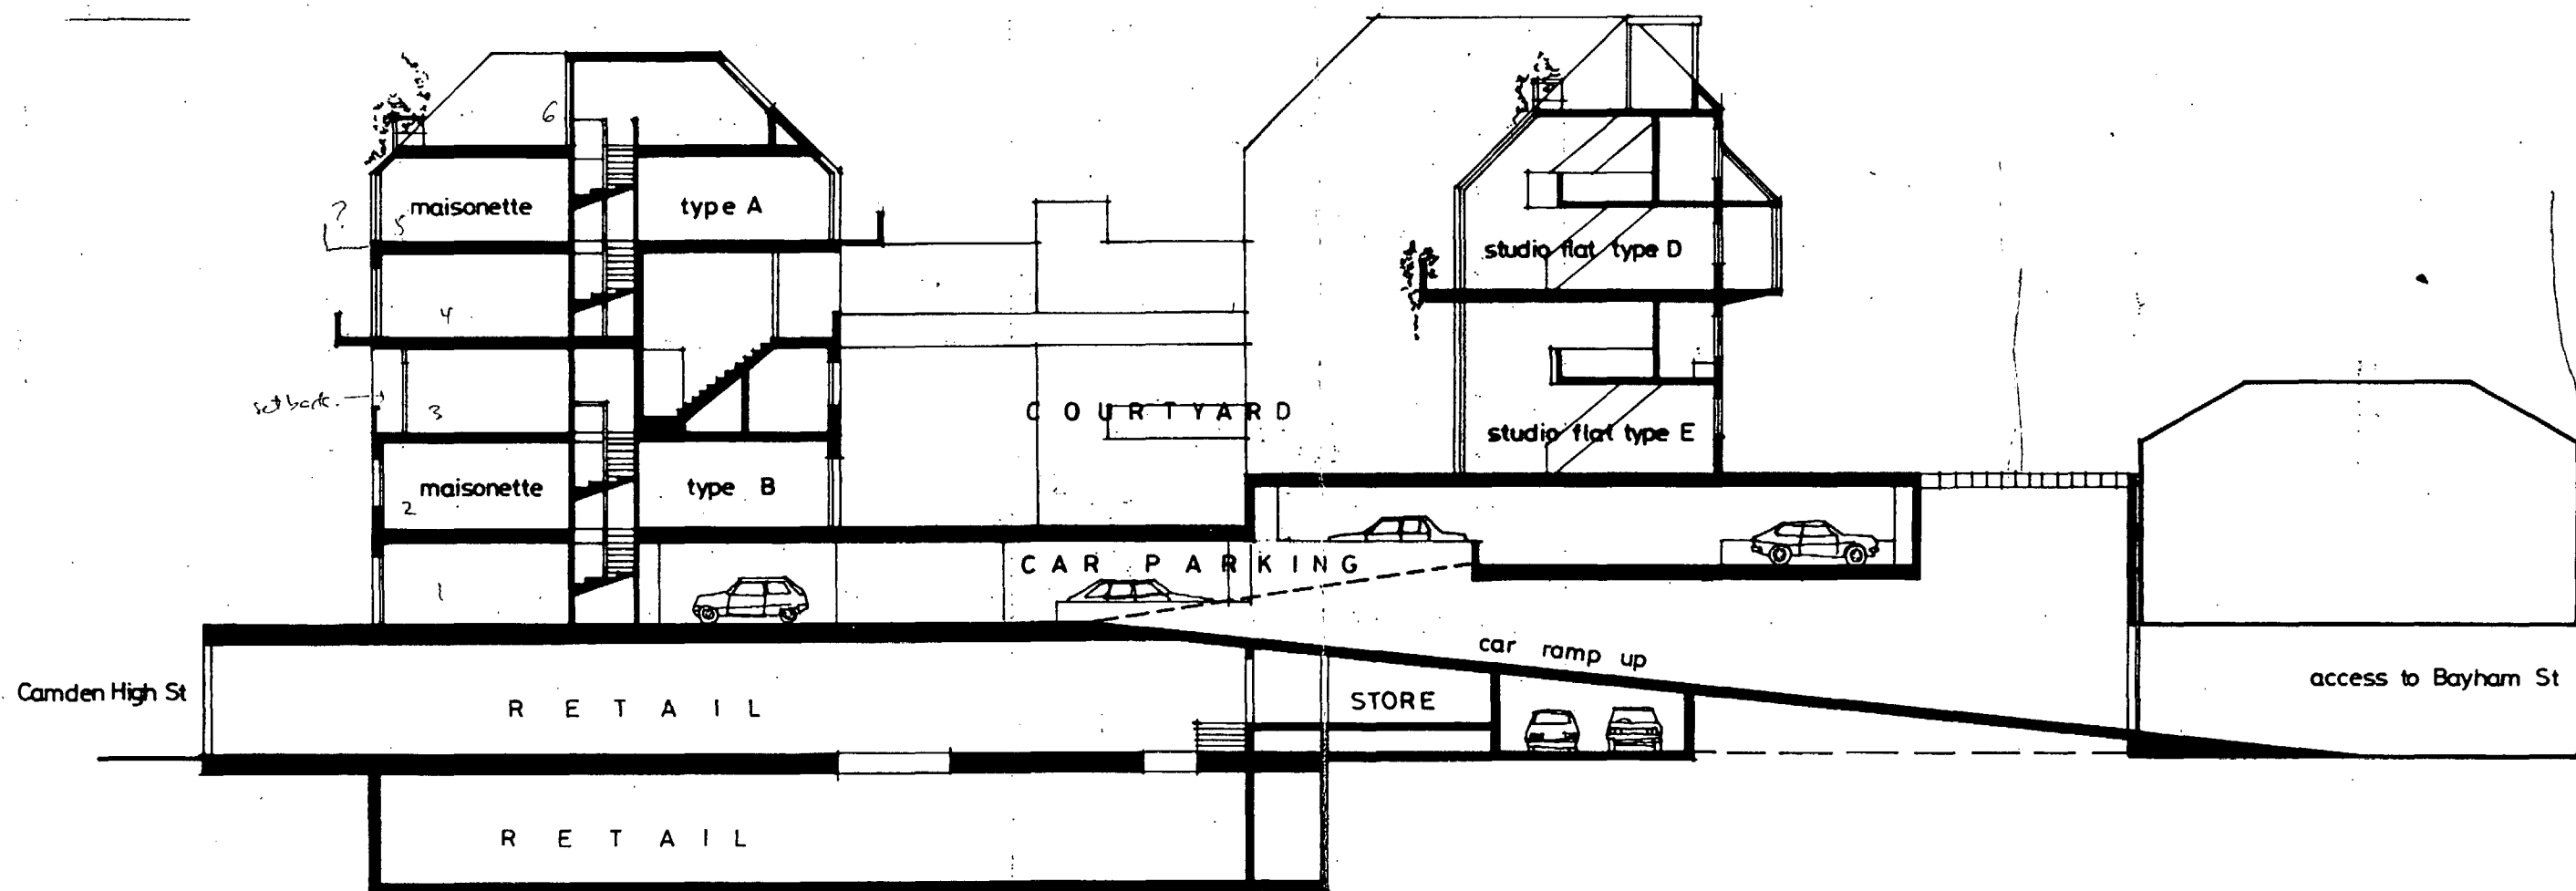 6
maisonette type A
?
5
studio flat type D
4
set back.
3
COURTYARD
studio flat type E
maisonette type B
2
CAR PARKING
1
car ramp up
Camden High St
RETAIL
STORE
access to Bayham St
RETAIL